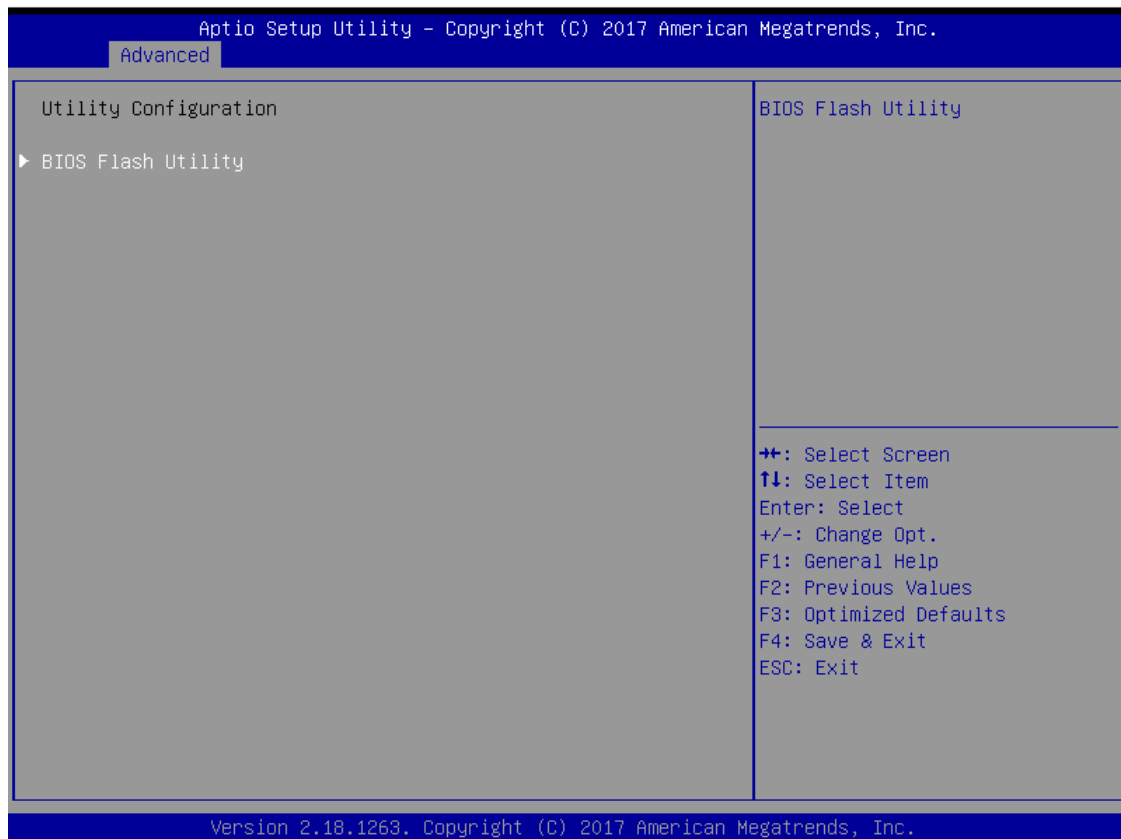 Aptio Setup Utility – Copyright (C) 2017 American Megatrends, Inc.
Advanced
Utility Configuration
▶ BIOS Flash Utility
BIOS Flash Utility
→←: Select Screen
↑↓: Select Item
Enter: Select
+/-: Change Opt.
F1: General Help
F2: Previous Values
F3: Optimized Defaults
F4: Save & Exit
ESC: Exit
Version 2.18.1263. Copyright (C) 2017 American Megatrends, Inc.